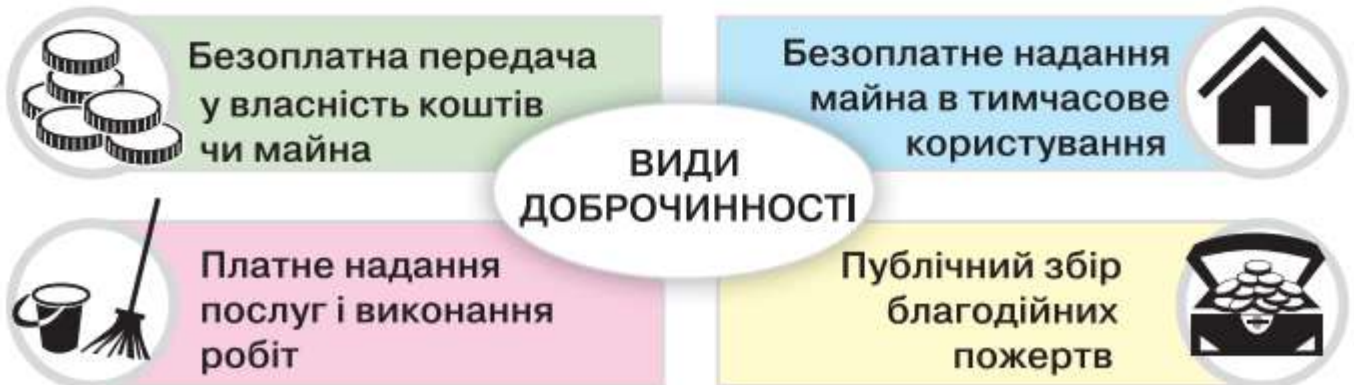 Безоплатна передача
у власність коштів
чи майна
Безоплатне надання
майна в тимчасове
користування
ВИДИ
ДОБРОЧИННОСТІ
Платне надання
послуг і виконання
робіт
Публічний збір
благодійних
пожертв